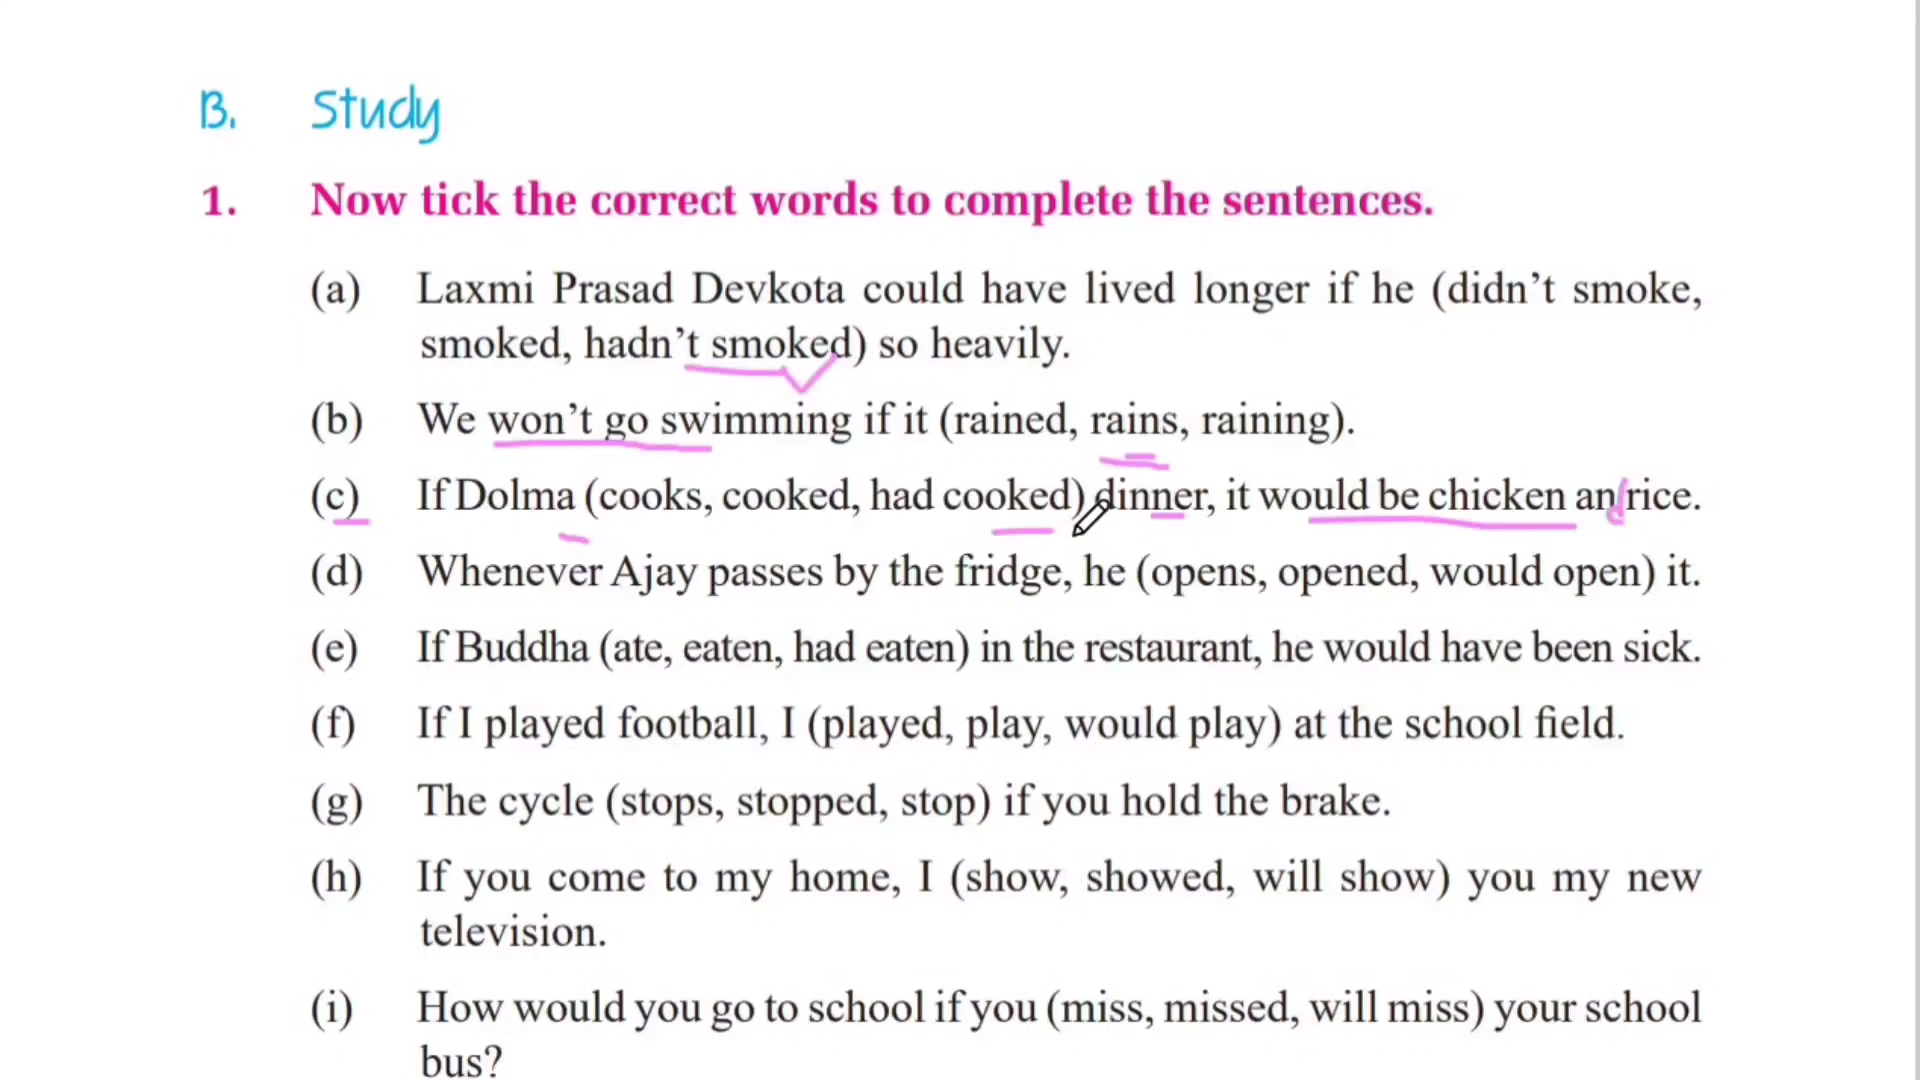 B. Study
1. Now tick the correct words to complete the sentences.
(a) Laxmi Prasad Devkota could have lived longer if he (didn't smoke,
smoked, hadn't smoked) so heavily.
(b) We won't go swimming if it (rained, rains, raining).
(c) If Dolma (cooks, cooked, had cooked) dinner, it would be chicken and rice.
(d) Whenever Ajay passes by the fridge, he (opens, opened, would open) it.
(e) If Buddha (ate, eaten, had eaten) in the restaurant, he would have been sick.
(f) If I played football, I (played, play, would play) at the school field.
(g) The cycle (stops, stopped, stop) if you hold the brake.
(h) If you come to my home, I (show, showed, will show) you my new
television.
(i) How would you go to school if you (miss, missed, will miss) your school
bus?